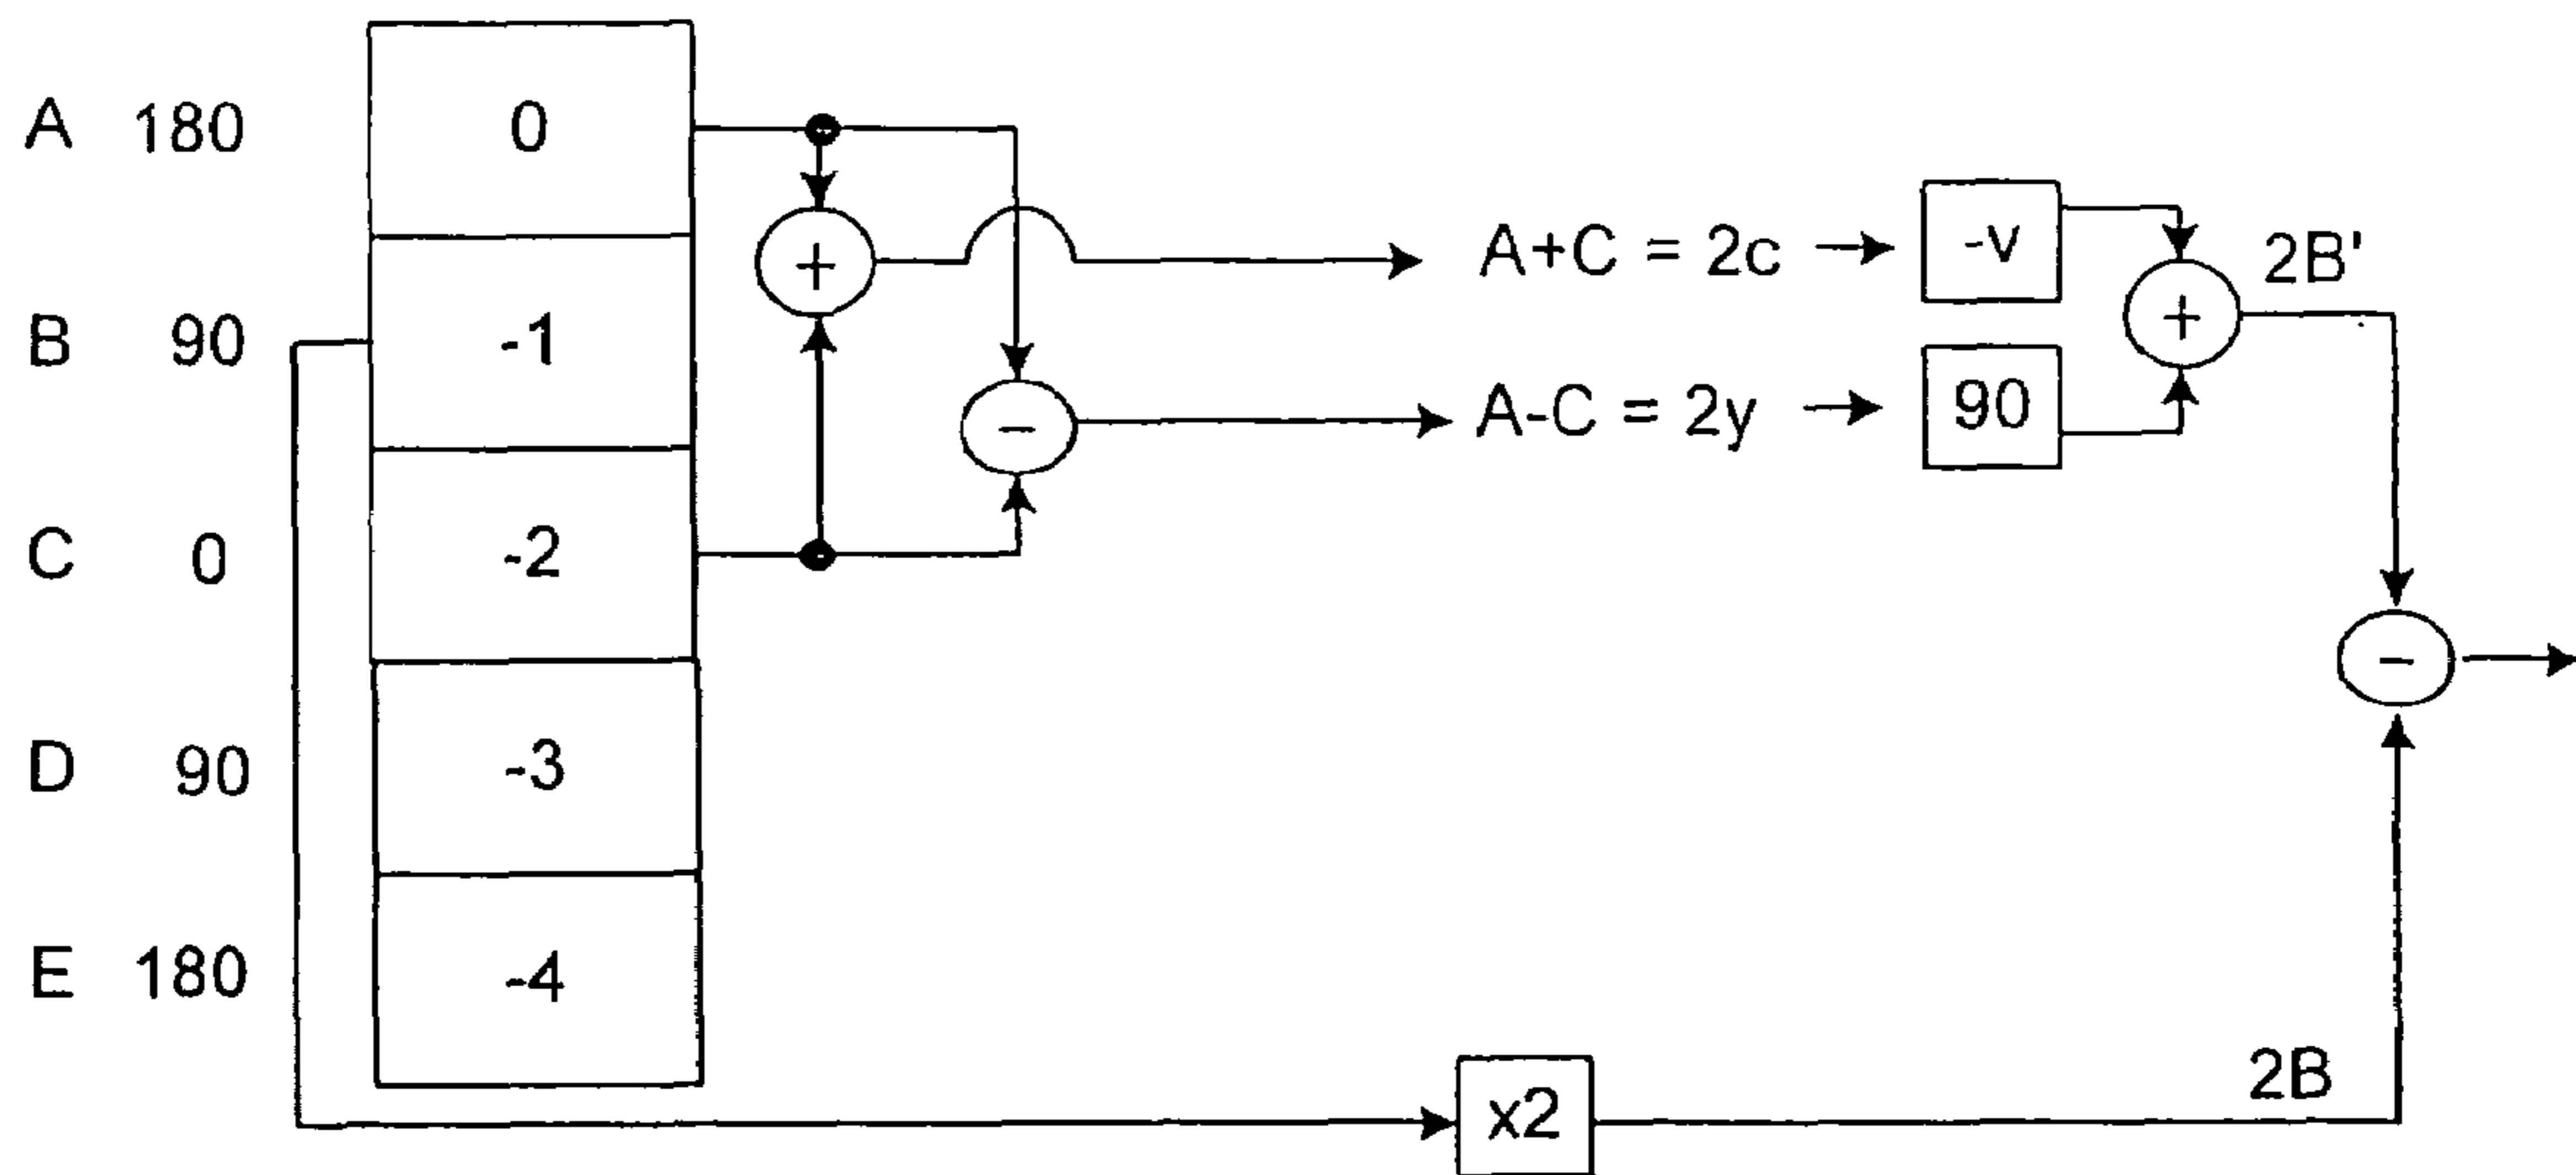 A 180 0
+
A+C = 2c
-v
2B'
+
B 90 -1
A-C = 2y
90
-
C 0 -2
-
D 90 -3
E 180 -4
2B
x2